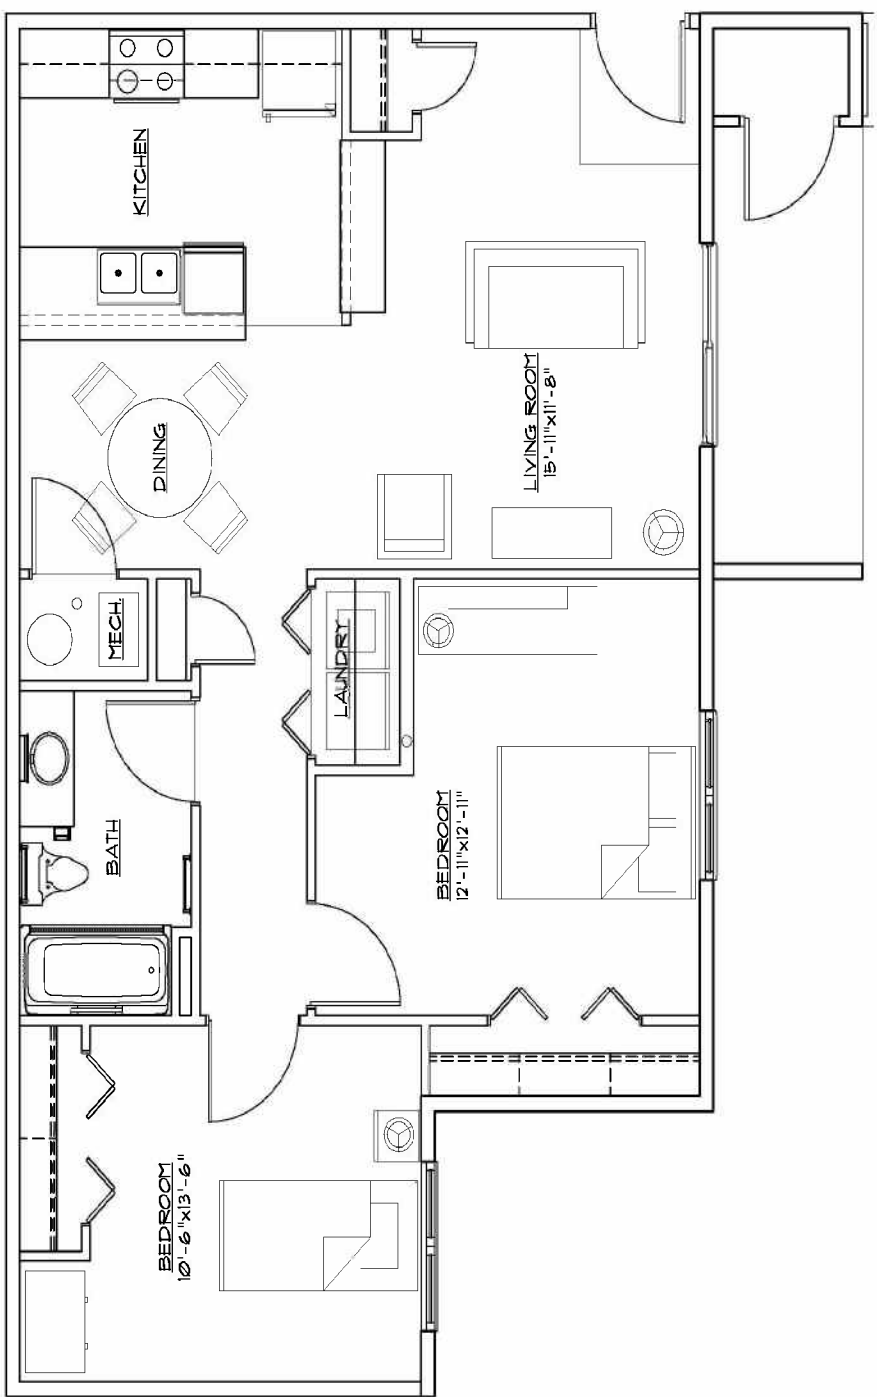 KITCHEN
DINING
LIVING ROOM
15'-11"x11'-8"
MECH.
LAUNDRY
BATH
BEDROOM
12'-11"x12'-11"
BEDROOM
10'-6"x13'-6"